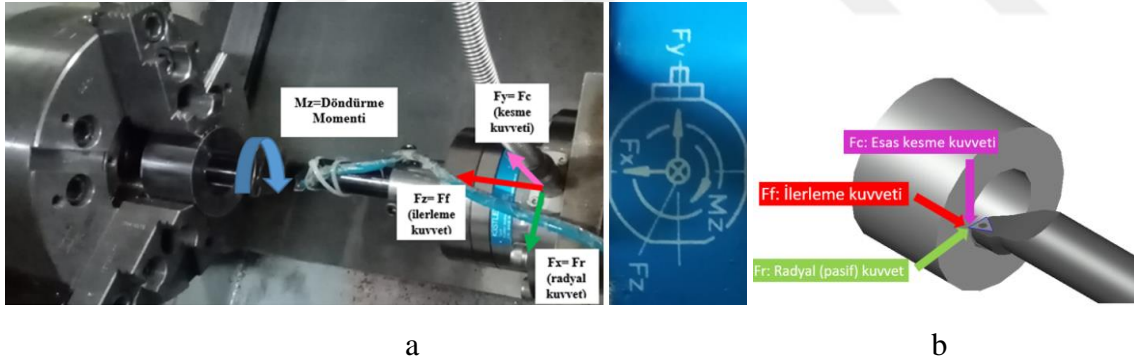 Mz=Döndürme
Momenti
Fy= Fc
(kesme
kuvveti)
Fz= Ff
(ilerleme
kuvvet)
Fx= Fr
(radyal
kuvvet)
KISTLER
Fy
Fx
Mz
Fz
Fc: Esas kesme kuvveti
Ff: İlerleme kuvveti
Fr: Radyal (pasif) kuvvet
a
b